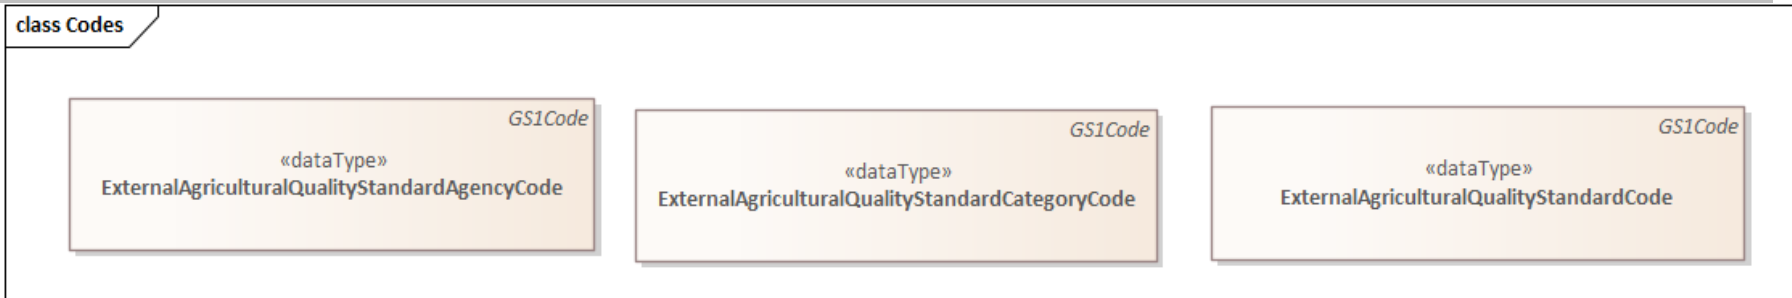 class Codes
GS1Code
«dataType»
ExternalAgriculturalQualityStandardAgencyCode
GS1Code
«dataType»
ExternalAgriculturalQualityStandardCategoryCode
GS1Code
«dataType»
ExternalAgriculturalQualityStandardCode